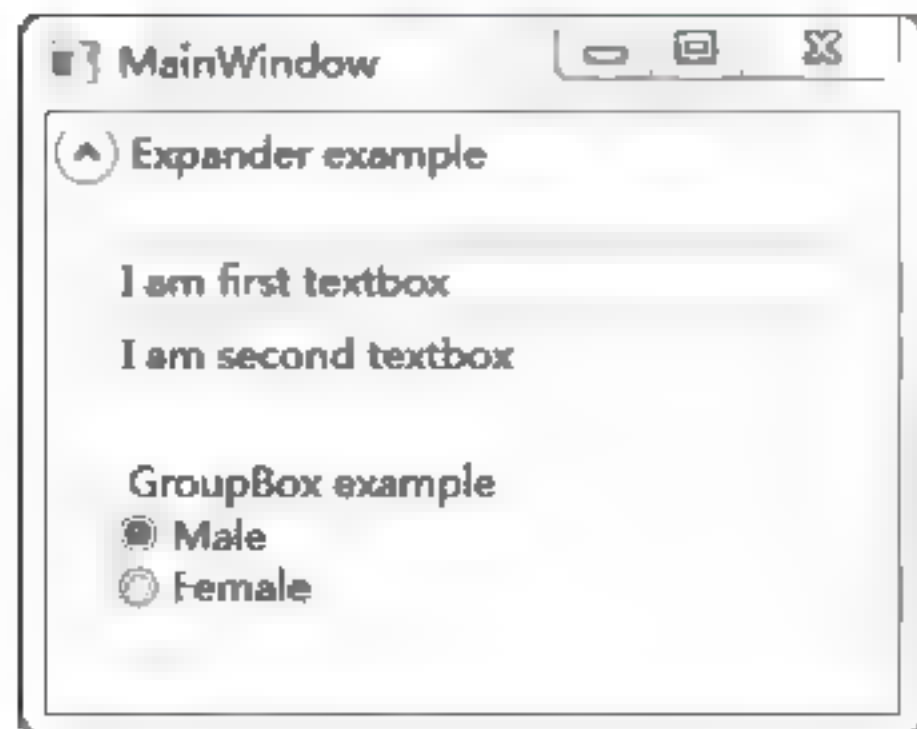 MainWindow
Expander example
I am first textbox
I am second textbox
GroupBox example
Male
Female